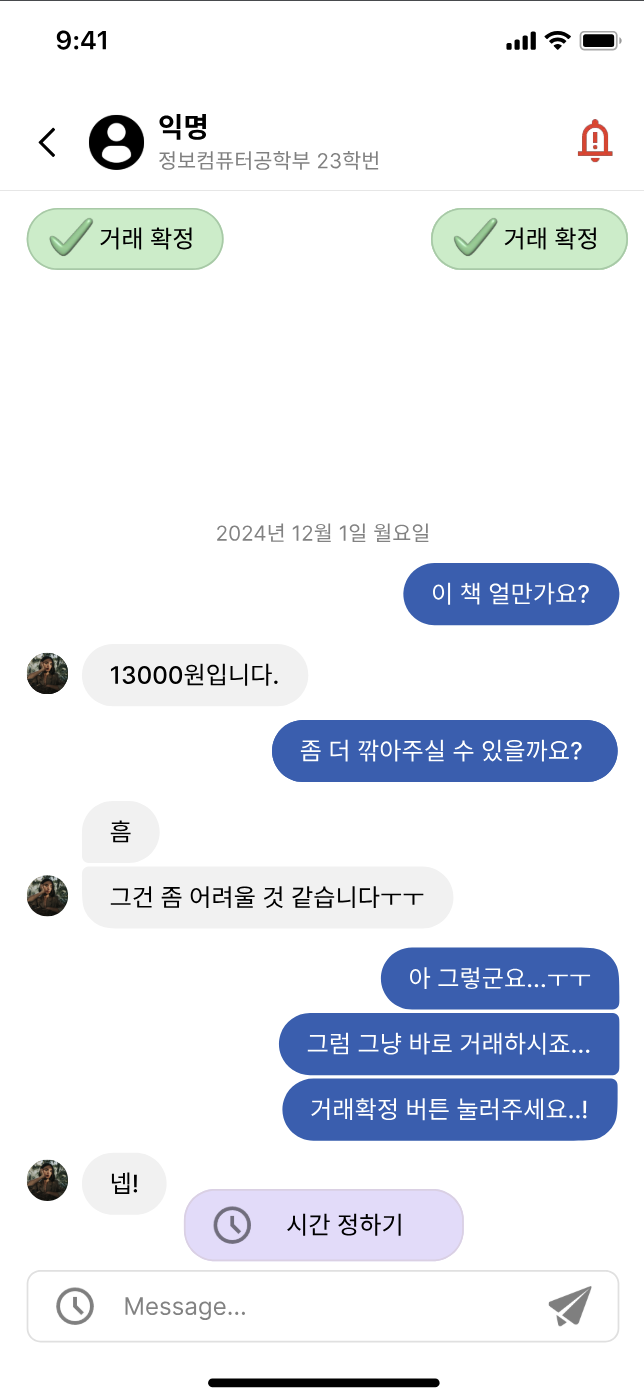 9:41
익명
정보컴퓨터공학부 23학번
거래 확정
거래 확정
2024년 12월 1일 월요일
이 책 얼만가요?
13000원입니다.
좀 더 깎아주실 수 있을까요?
흠
그건 좀 어려울 것 같습니다ㅜㅜ
아 그렇군요...ㅜㅜ
그럼 그냥 바로 거래하시죠...
거래확정 버튼 눌러주세요..!
넵!
시간 정하기
Message...